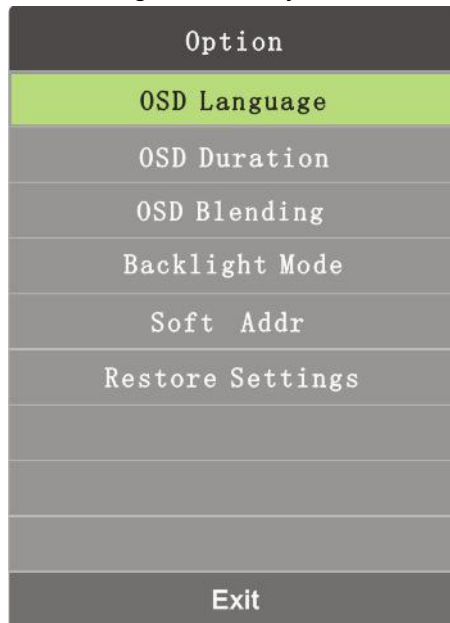 Option
OSD Language
OSD Duration
OSD Blending
Backlight Mode
Soft Addr
Restore Settings
Exit